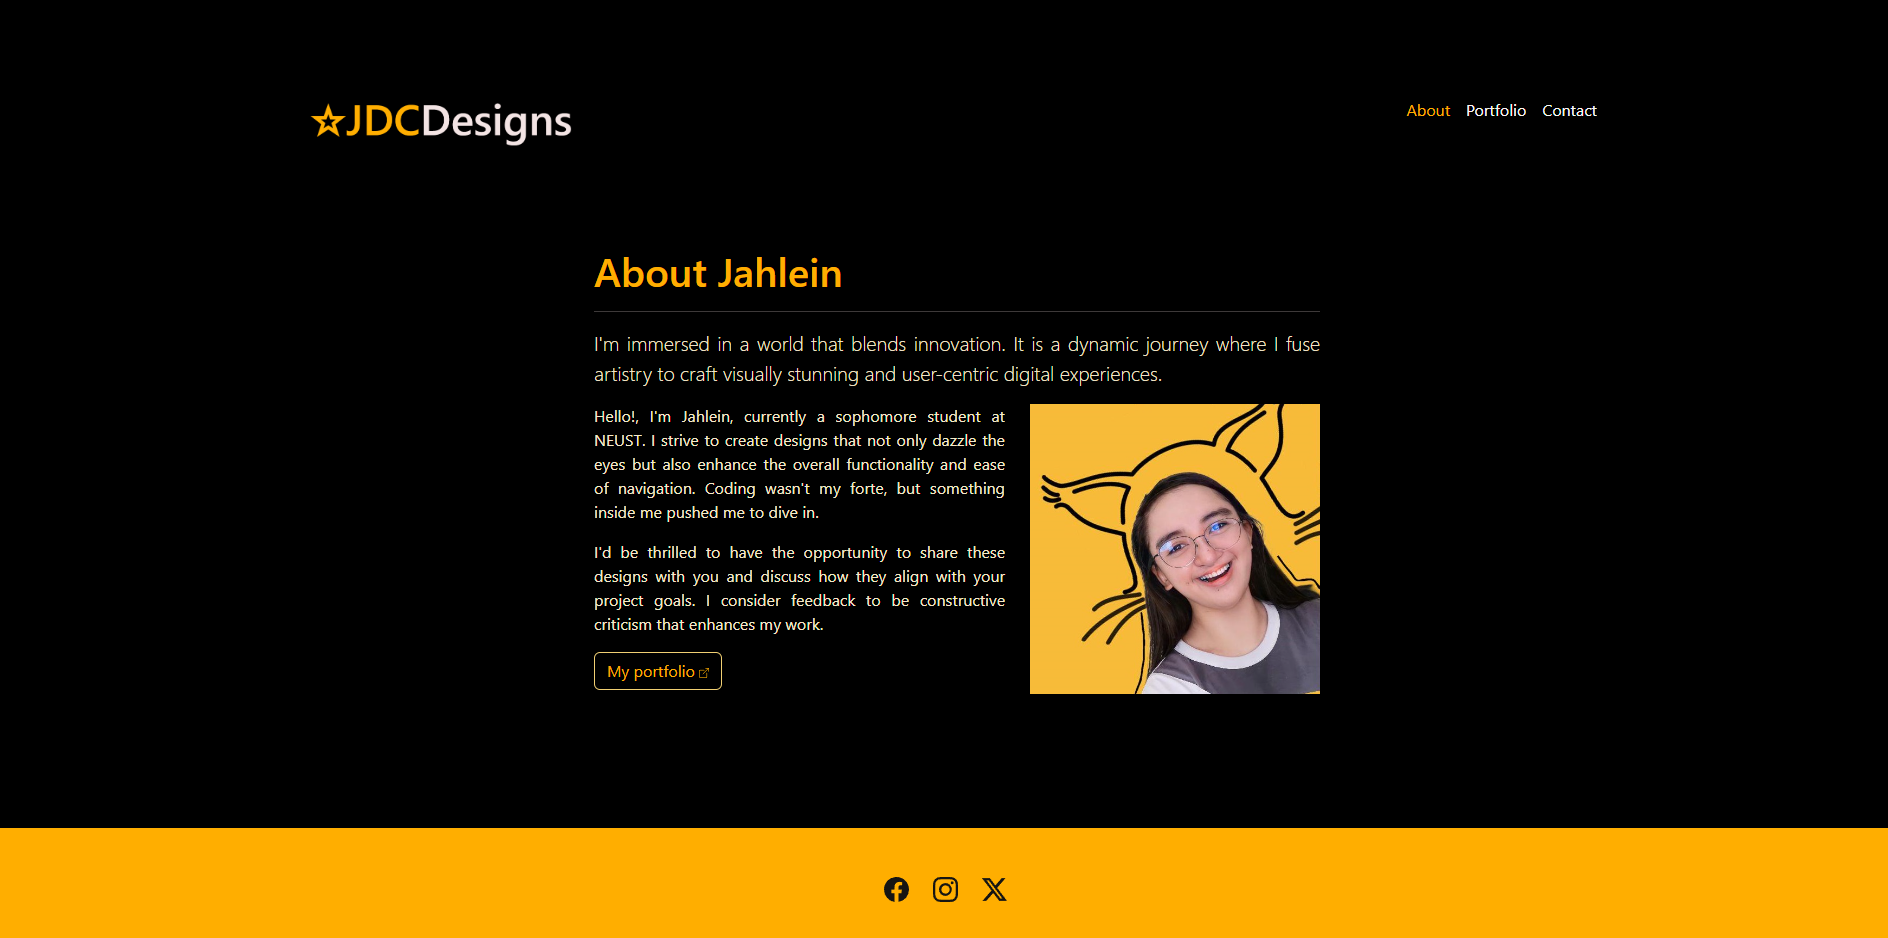 JDCDesigns
About Portfolio Contact
About Jahlein
I'm immersed in a world that blends innovation. It is a dynamic journey where I fuse
artistry to craft visually stunning and user-centric digital experiences.
Hello!, I'm Jahlein, currently a sophomore student at
NEUST. I strive to create designs that not only dazzle the
eyes but also enhance the overall functionality and ease
of navigation. Coding wasn't my forte, but something
inside me pushed me to dive in.
I'd be thrilled to have the opportunity to share these
designs with you and discuss how they align with your
project goals. I consider feedback to be constructive
criticism that enhances my work.
My portfolio